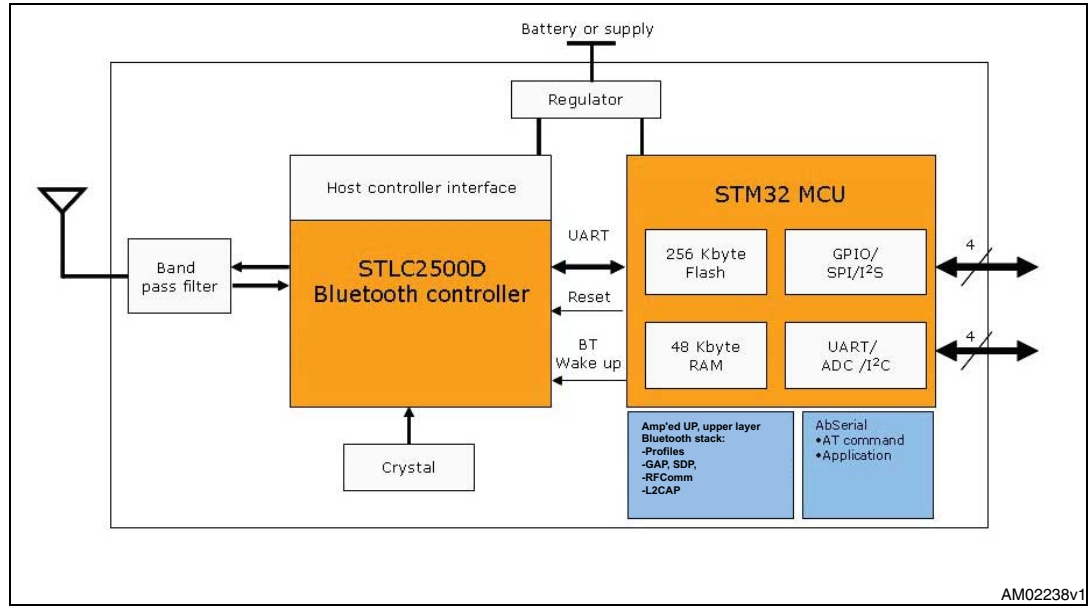 Battery or supply
Regulator
Host controller interface
STM32 MCU
UART
256 Kbyte
Flash
GPIO/
SPI/I²S
4
Band
pass filter
STLC2500D
Bluetooth controller
Reset
BT
Wake up
48 Kbyte
RAM
UART/
ADC /I²C
4
Crystal
Amp'ed UP, upper layer
Bluetooth stack:
-Profiles
-GAP, SDP,
-RFComm
-L2CAP
AbSerial
•AT command
•Application
AM02238v1